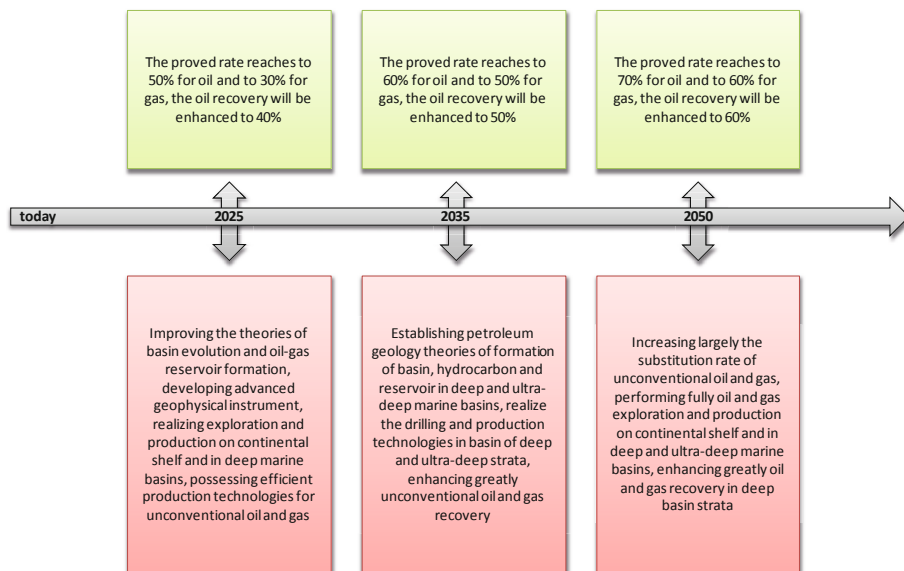 The proved rate reaches to
50% for oil and to 30% for
gas, the oil recovery will be
enhanced to 40%
The proved rate reaches to
60% for oil and to 50% for
gas, the oil recovery will be
enhanced to 50%
The proved rate reaches to
70% for oil and to 60% for
gas, the oil recovery will be
enhanced to 60%
today
2025
2035
2050
Improving the theories of
basin evolution and oil-gas
reservoir formation,
developing advanced
geophysical instrument,
realizing exploration and
production on continental
shelf and in deep marine
basins, possessing efficient
production technologies for
unconventional oil and gas
Establishing petroleum
geology theories of formation
of basin, hydrocarbon and
reservoir in deep and ultra-
deep marine basins, realize
the drilling and production
technologies in basin of deep
and ultra-deep strata,
enhancing greatly
unconventional oil and gas
recovery
Increasing largely the
substitution rate of
unconventional oil and gas,
performing fully oil and gas
exploration and production
on continental shelf and in
deep and ultra-deep marine
basins, enhancing greatly oil
and gas recovery in deep
basin strata